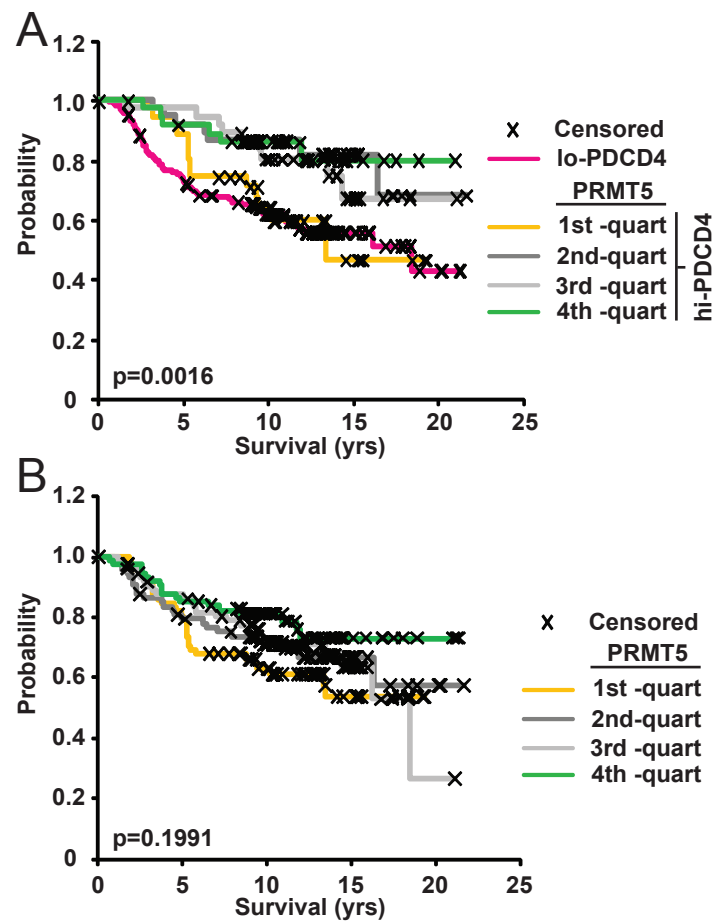 A
1.2
1.0
0.8
0.6
0.4
0.2
0
Probability
p=0.0016
0 5 10 15 20 25
Survival (yrs)
Censored
lo-PDCD4
PRMT5
1st -quart
2nd-quart
3rd -quart
4th -quart
hi-PDCD4
B
1.2
1.0
0.8
0.6
0.4
0.2
0
Probability
p=0.1991
0 5 10 15 20 25
Survival (yrs)
Censored
PRMT5
1st -quart
2nd-quart
3rd -quart
4th -quart